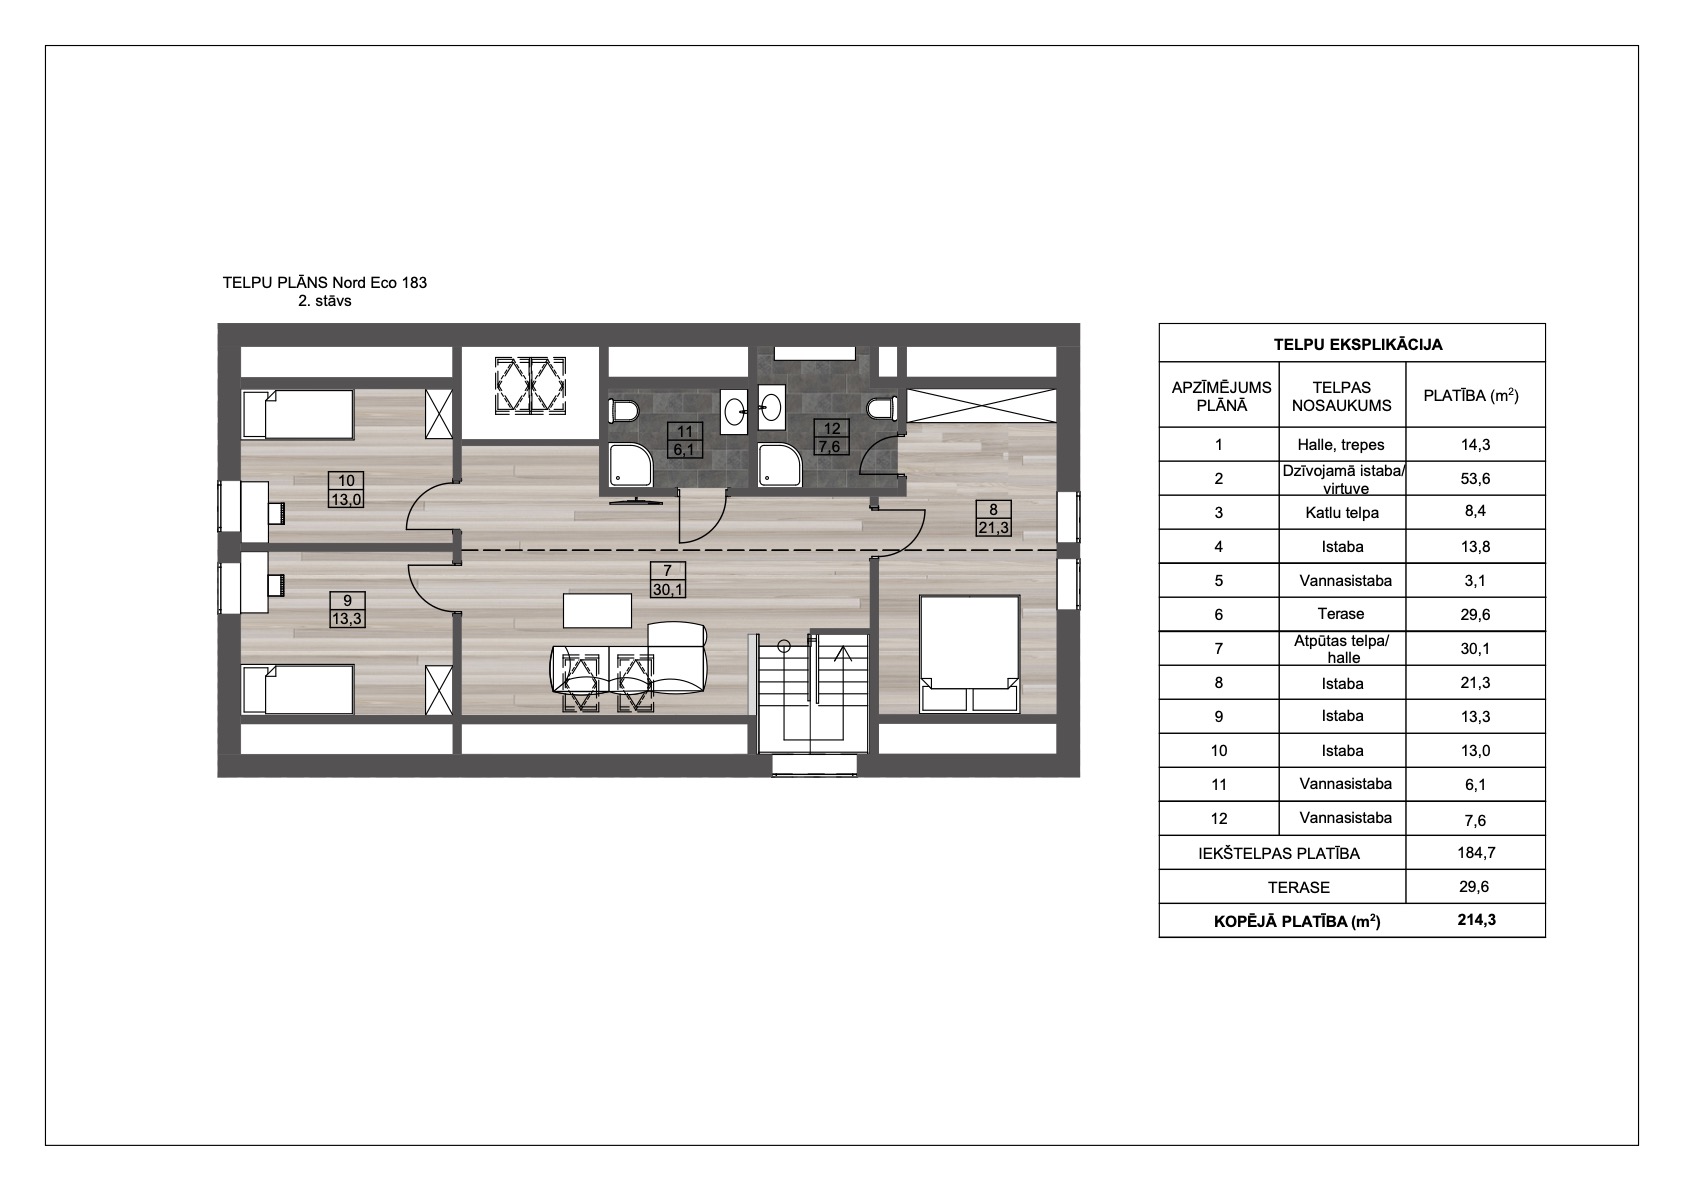 TELPU PLĀNS Nord Eco 183
2. stāvs
10
13,0
9
13,3
11
6,1
12
7,6
7
30,1
8
21,3
TELPU EKSPLIKĀCIJA
APZĪMĒJUMS PLĀNĀ TELPAS NOSAUKUMS PLATĪBA (m²)
1 Halle, trepes 14,3
2 Dzīvojamā istaba/ virtuve 53,6
3 Katlu telpa 8,4
4 Istaba 13,8
5 Vannasistaba 3,1
6 Terase 29,6
7 Atpūtas telpa/ halle 30,1
8 Istaba 21,3
9 Istaba 13,3
10 Istaba 13,0
11 Vannasistaba 6,1
12 Vannasistaba 7,6
IEKŠTELPAS PLATĪBA 184,7
TERASE 29,6
KOPĒJĀ PLATĪBA (m²) 214,3